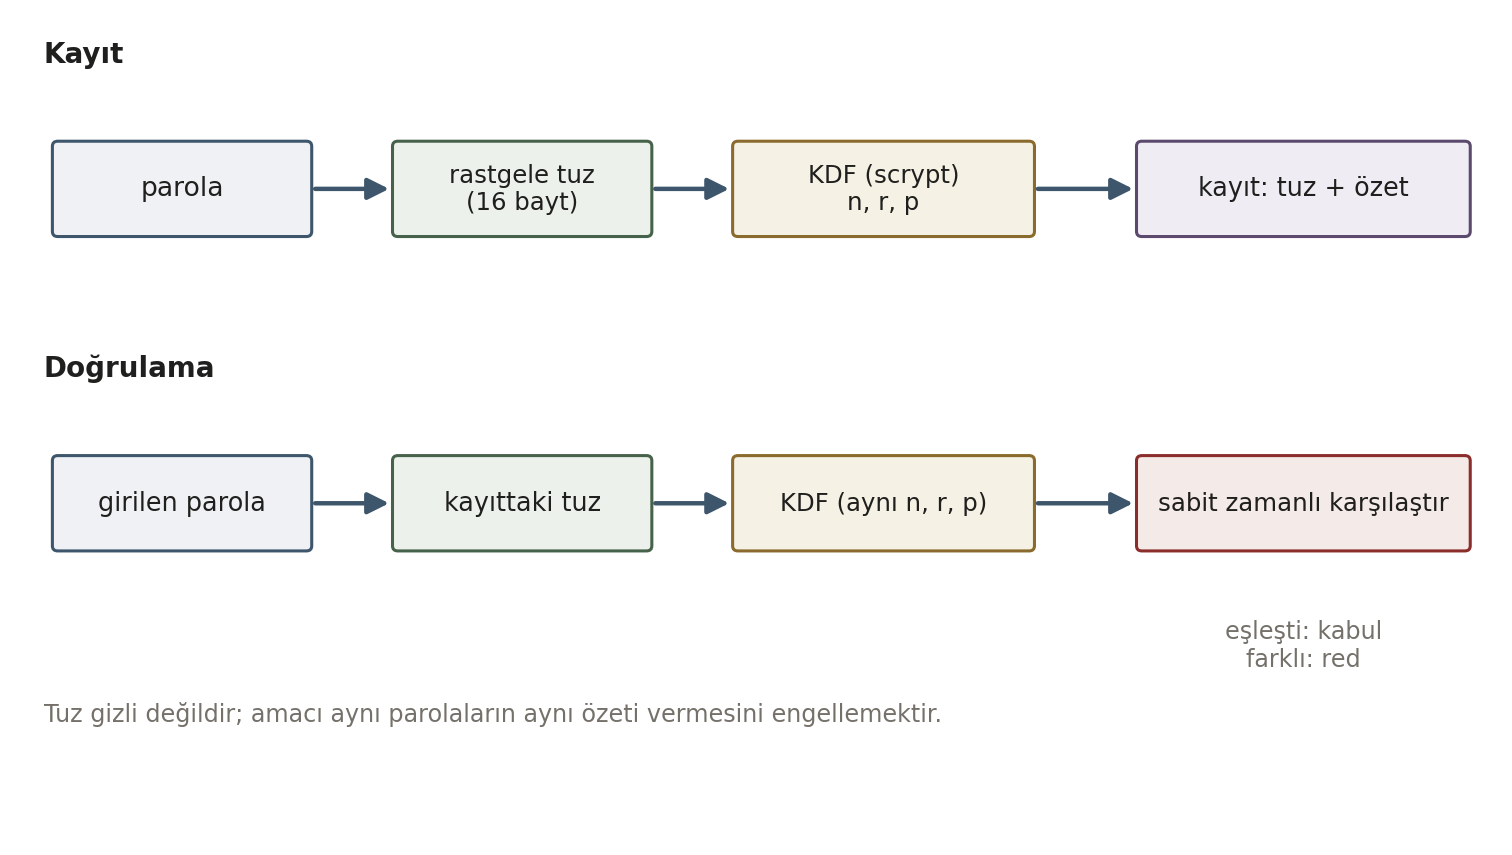 Kayıt
parola
rastgele tuz
(16 bayt)
KDF (scrypt)
n, r, p
kayıt: tuz + özet
Doğrulama
girilen parola
kayıttaki tuz
KDF (aynı n, r, p)
sabit zamanlı karşılaştır
eşleşti: kabul
farklı: red
Tuz gizli değildir; amacı aynı parolaların aynı özeti vermesini engellemektir.